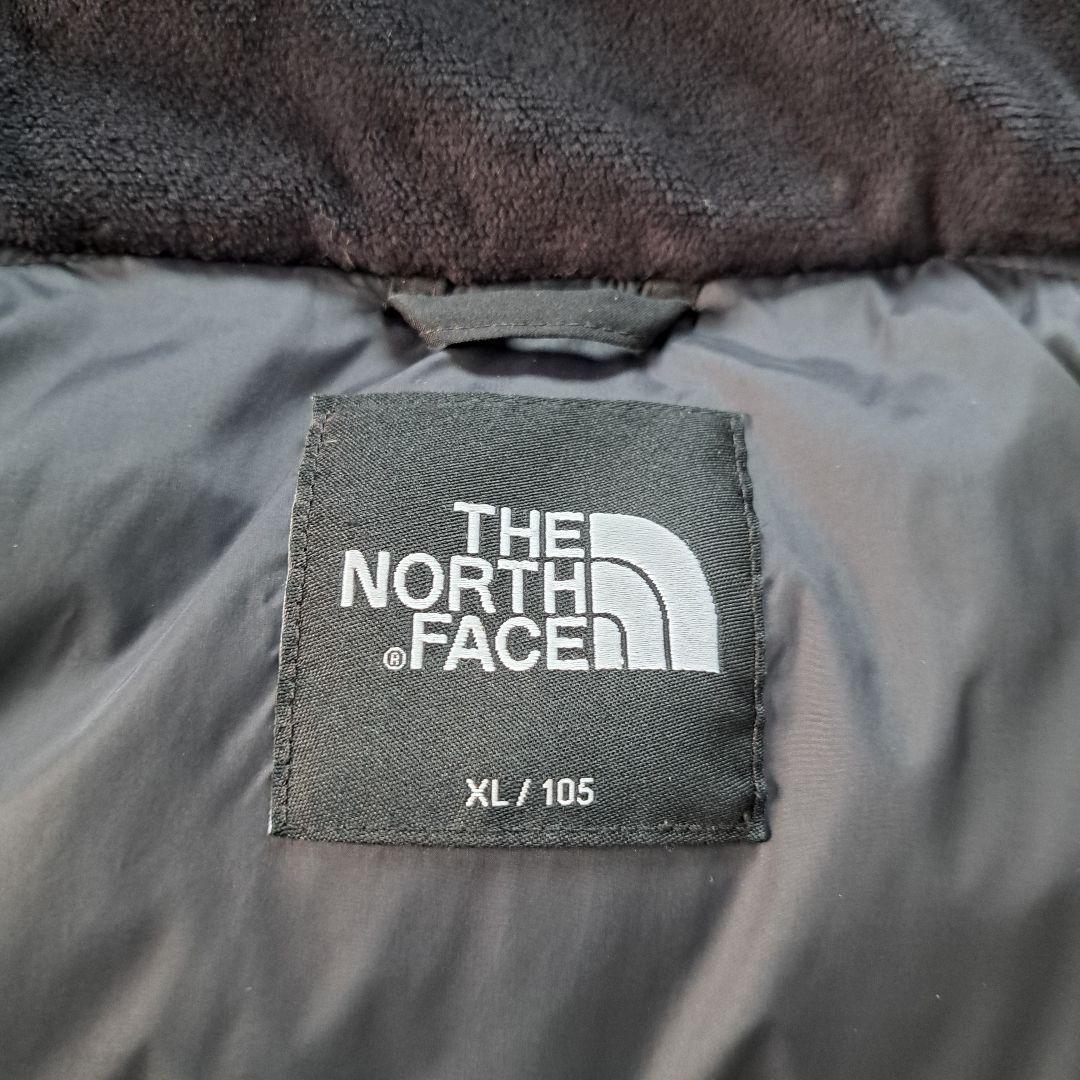 THE
NORTH
® FACE
XL / 105